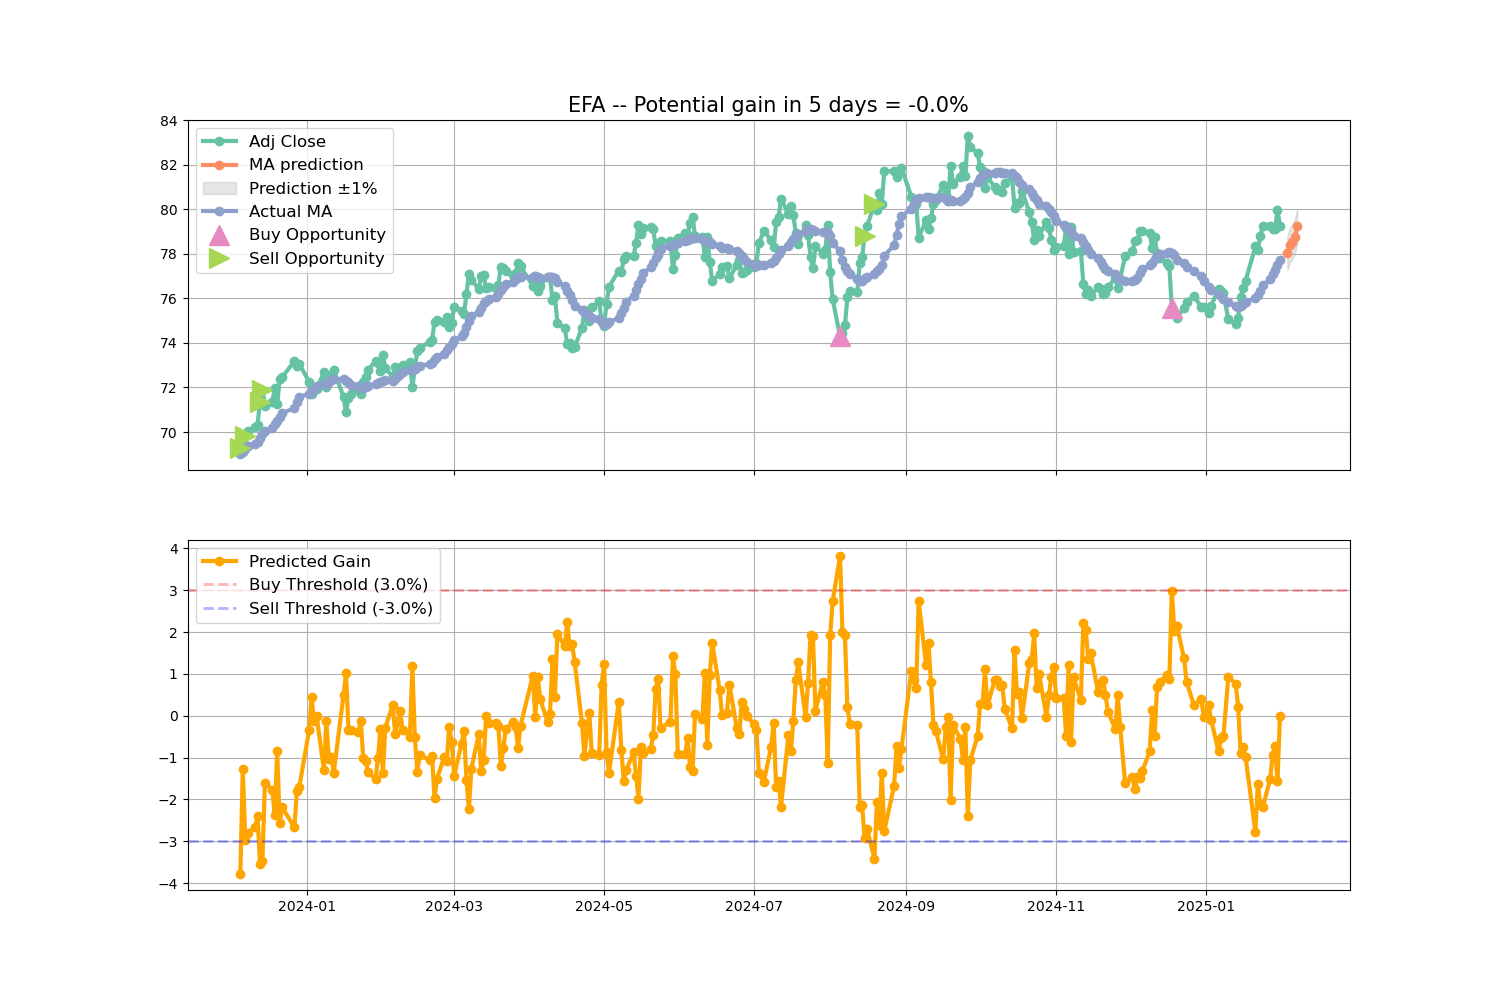 EFA -- Potential gain in 5 days = -0.0%
84
82
80
78
76
74
72
70
Adj Close
MA prediction
Prediction ±1%
Actual MA
Buy Opportunity
Sell Opportunity
4
3
2
1
0
−1
−2
−3
−4
Predicted Gain
Buy Threshold (3.0%)
Sell Threshold (-3.0%)
2024-01 2024-03 2024-05 2024-07 2024-09 2024-11 2025-01